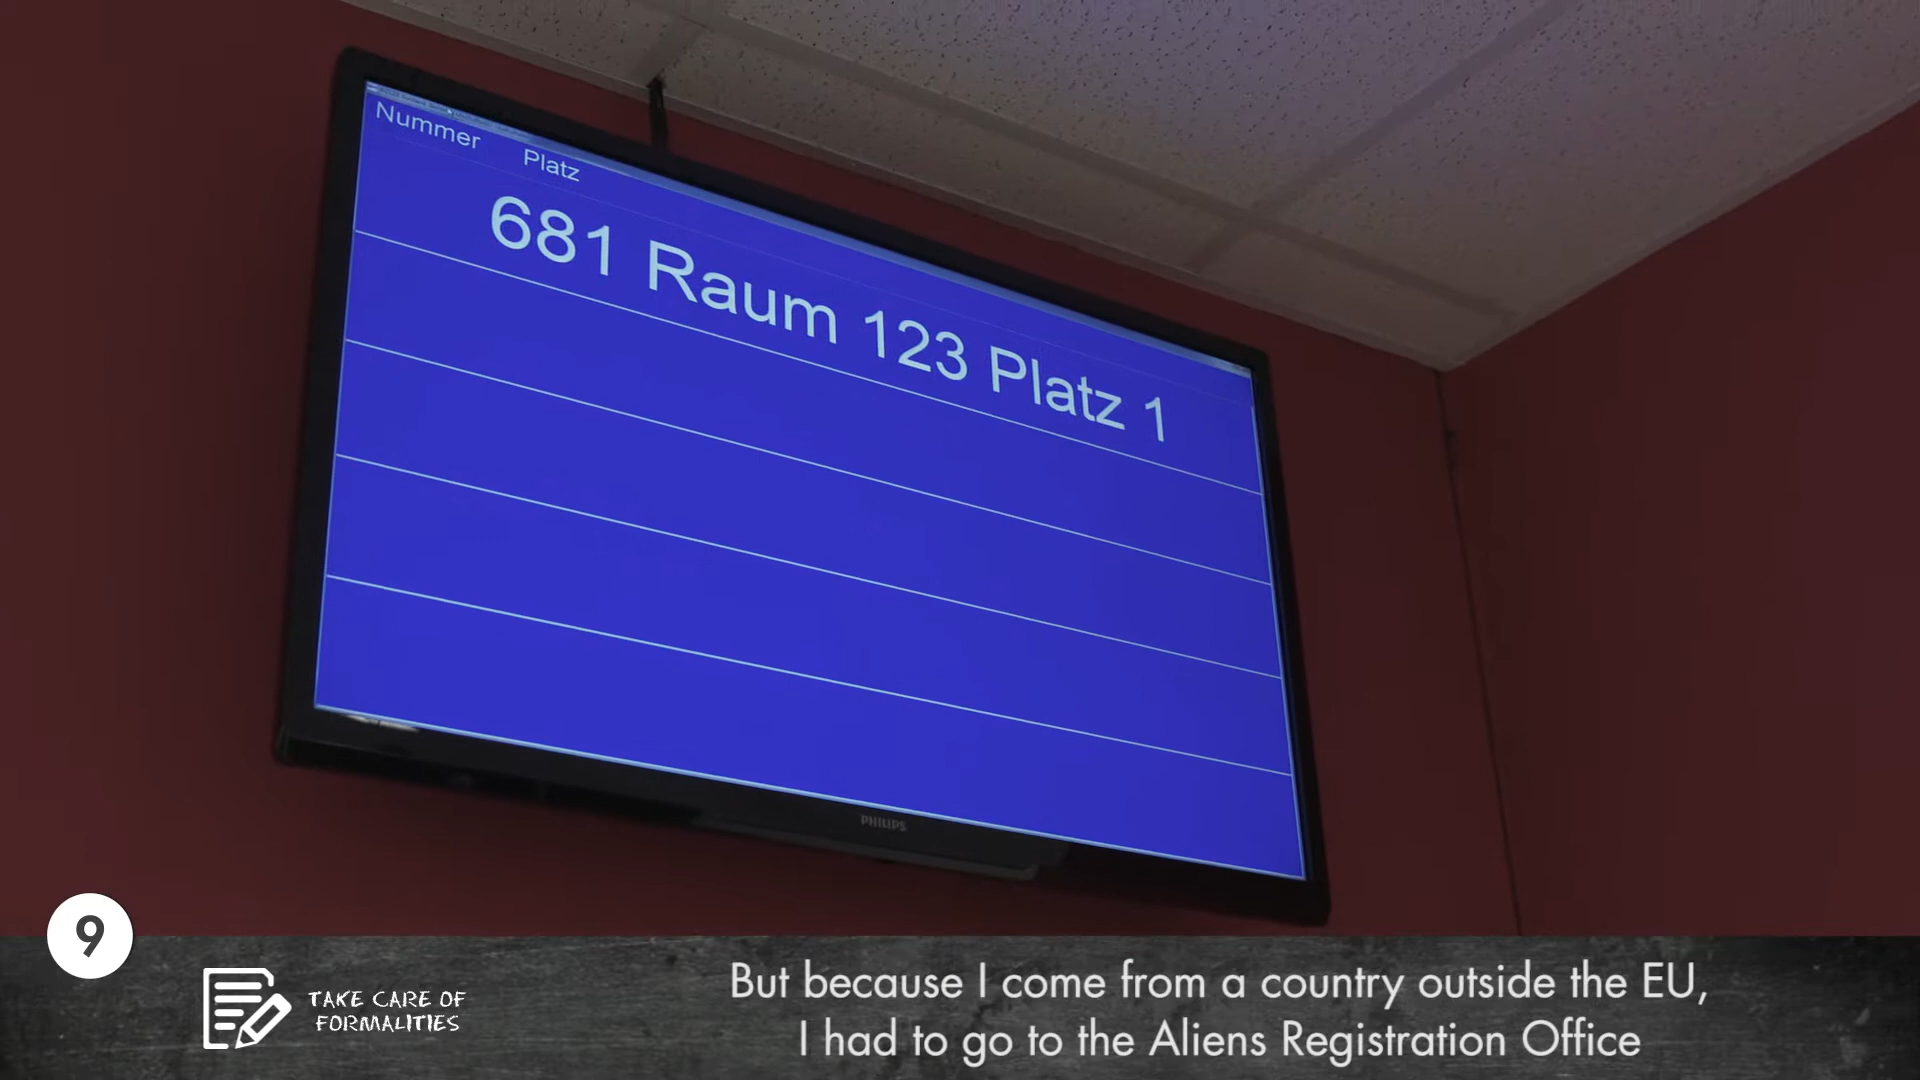 Nummer Platz
681 Raum 123 Platz 1
PHILIPS
9
TAKE CARE OF
FORMALITIES
But because I come from a country outside the EU,
I had to go to the Aliens Registration Office